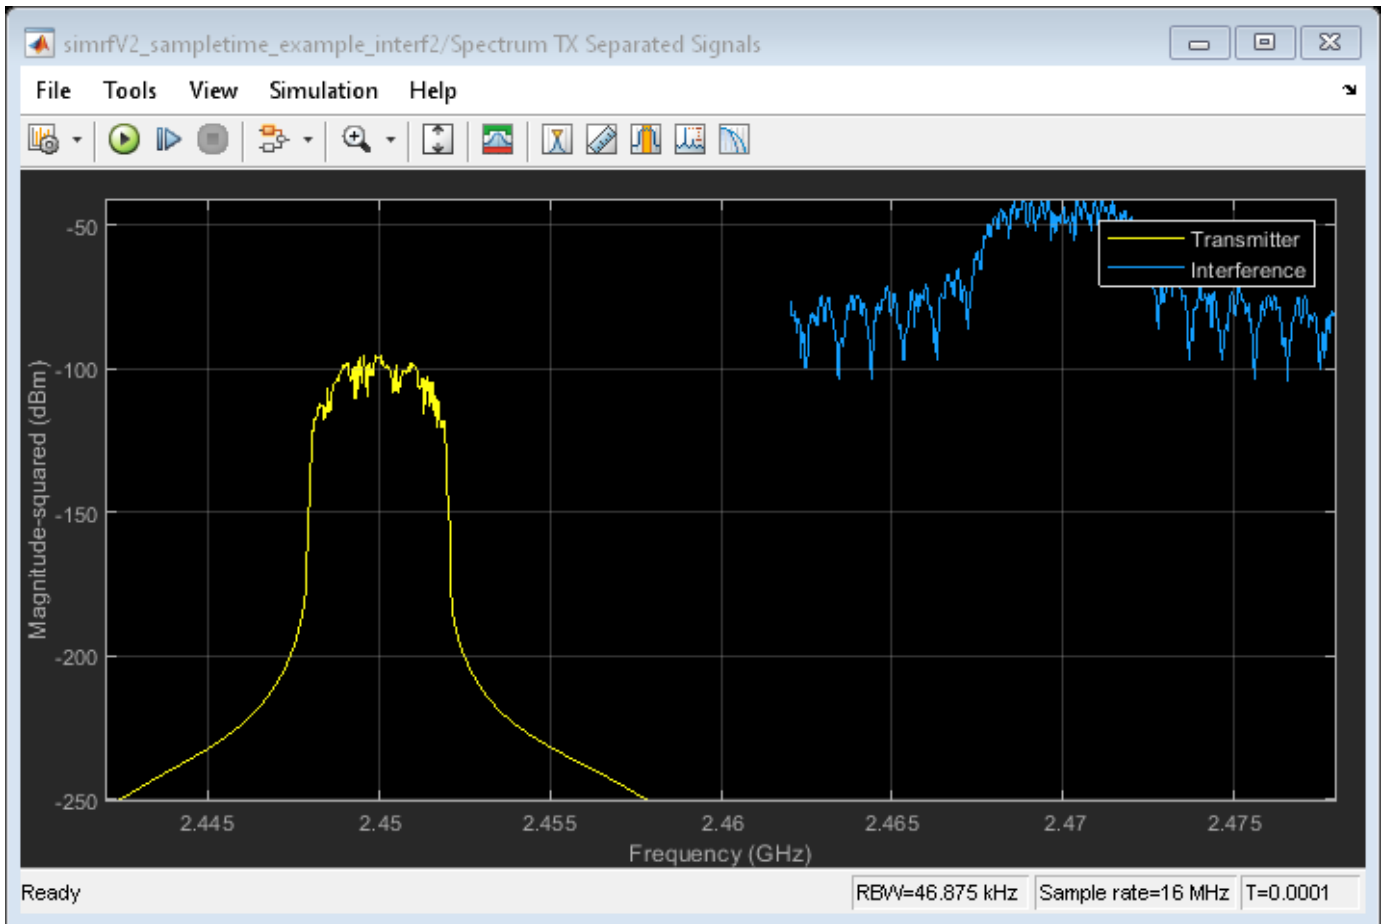 simrfV2_sampletime_example_interf2/Spectrum TX Separated Signals
File Tools View Simulation Help
-50
-100
-150
-200
-250
Magnitude-squared (dBm)
Transmitter
Interference
2.445 2.45 2.455 2.46 2.465 2.47 2.475
Frequency (GHz)
Ready RBW=46.875 kHz Sample rate=16 MHz T=0.0001